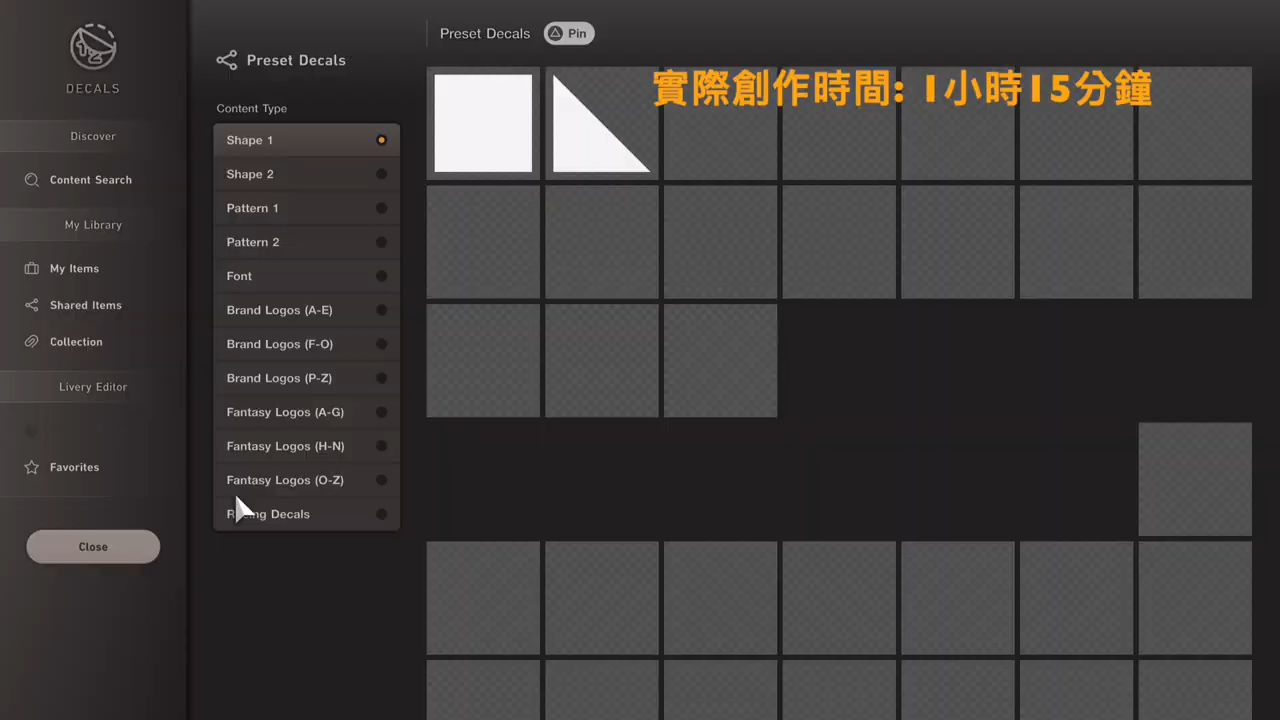 DECALS
Discover
Content Search
My Library
My Items
Shared Items
Collection
Livery Editor
Favorites
Close
Preset Decals
Content Type
Shape 1
Shape 2
Pattern 1
Pattern 2
Font
Brand Logos (A-E)
Brand Logos (F-O)
Brand Logos (P-Z)
Fantasy Logos (A-G)
Fantasy Logos (H-N)
Fantasy Logos (O-Z)
Racing Decals
Preset Decals Pin
實際創作時間: 1小時15分鐘